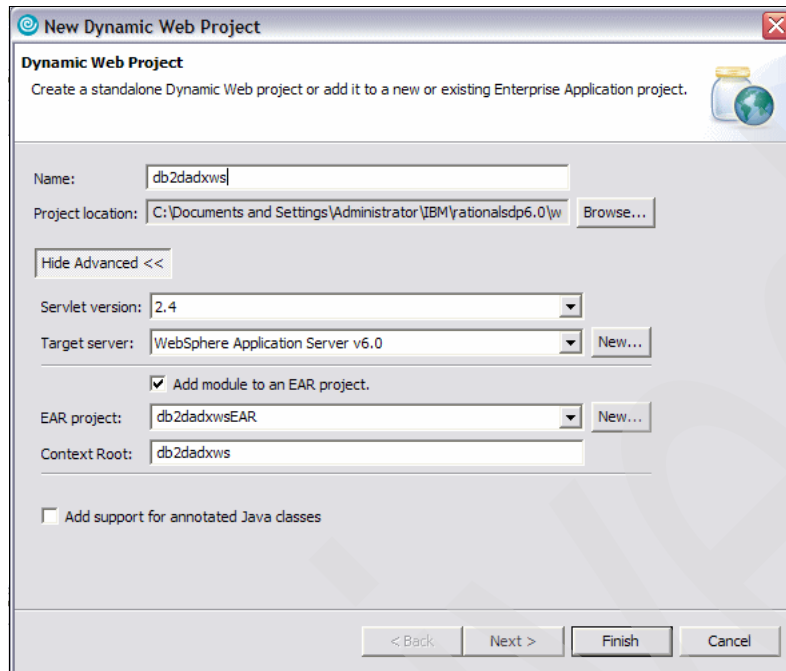 New Dynamic Web Project
Dynamic Web Project
Create a standalone Dynamic Web project or add it to a new or existing Enterprise Application project.
Name: db2dadxws
Project location: C:\Documents and Settings\Administrator\IBM\rationalsdp6.0\w Browse...
Hide Advanced <<
Servlet version: 2.4
Target server: WebSphere Application Server v6.0 New...
Add module to an EAR project.
EAR project: db2dadxwsEAR New...
Context Root: db2dadxws
Add support for annotated Java classes
< Back Next > Finish Cancel